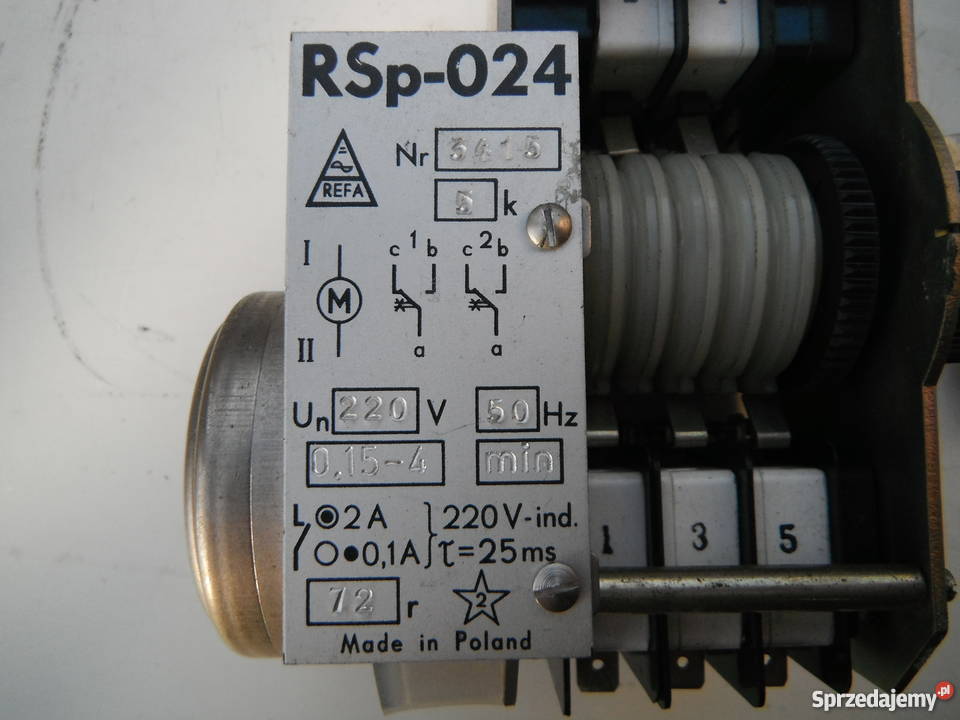 RSp-024
REFA
Nr 3415
5 k
I
c 1 b c 2 b
M
II
a a
Un 220 V 50 Hz
0,15-4 min
2A 220V-ind.
0,1A τ=25ms
72 r 2
Made in Poland
1 3 5
Sprzedajemy.pl